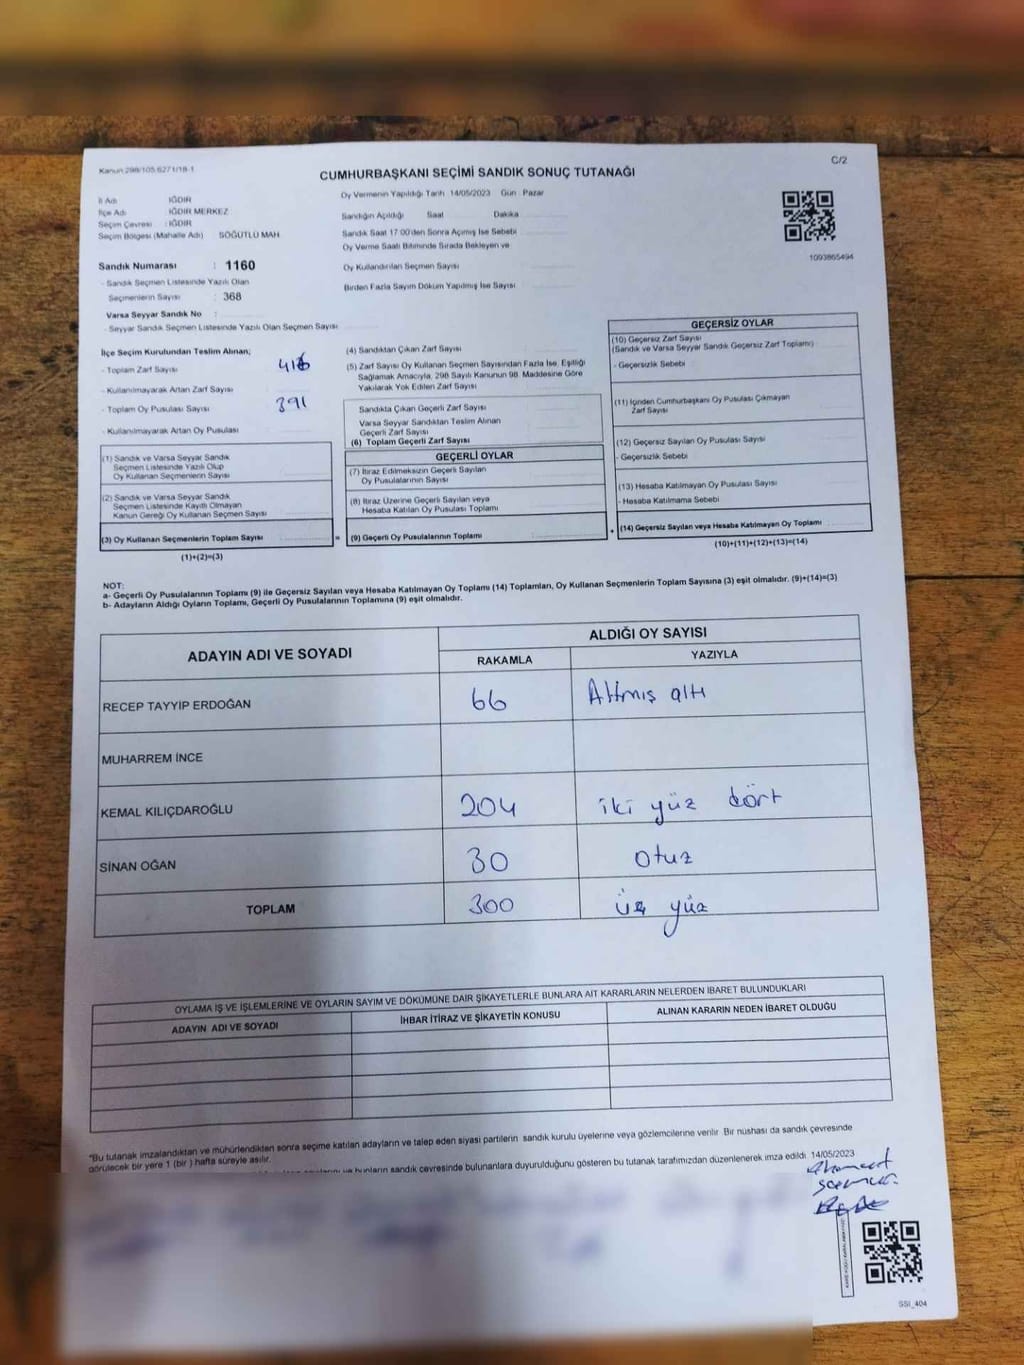 Kanun 298/105 6271/18-1
C/2
CUMHURBAŞKANI SEÇİMİ SANDIK SONUÇ TUTANAĞI
İl Adı : IĞDIR
İlçe Adı : IĞDIR MERKEZ
Seçim Çevresi : IĞDIR
Seçim Bölgesi (Mahalle Adı) SÖĞÜTLÜ MAH
Sandık Numarası : 1160
- Sandık Seçmen Listesinde Yazılı Olan
Seçmenlerin Sayısı : 368
Varsa Seyyar Sandık No :
- Seyyar Sandık Seçmen Listesinde Yazılı Olan Seçmen Sayısı
Oy Vermenin Yapıldığı Tarih 14/05/2023 Gün Pazar
Sandığın Açıldığı Saat Dakika
Sandık Saat 17.00'den Sonra Açılmış İse Sebebi
Oy Verme Saati Bitiminde Sırada Bekleyen ve
Oy Kullandırılan Seçmen Sayısı
Birden Fazla Sayım Döküm Yapılmış İse Sayısı
1093865494
İlçe Seçim Kurulundan Teslim Alınan;
- Toplam Zarf Sayısı
- Kullanılmayarak Artan Zarf Sayısı
- Toplam Oy Pusulası Sayısı 391
- Kullanılmayarak Artan Oy Pusulası
(1) Sandık ve Varsa Seyyar Sandık
Seçmen Listesinde Yazılı Olup
Oy Kullanan Seçmenlerin Sayısı
(2) Sandık ve Varsa Seyyar Sandık
Seçmen Listesinde Kayıtlı Olmayan
Kanun Gereği Oy Kullanan Seçmen Sayısı
(3) Oy Kullanan Seçmenlerin Toplam Sayısı
(1)+(2)=(3)
(4) Sandıktan Çıkan Zarf Sayısı
(5) Zarf Sayısı Oy Kullanan Seçmen Sayısından Fazla İse, Eşitliği
Sağlamak Amacıyla, 298 Sayılı Kanunun 98. Maddesine Göre
Yakılarak Yok Edilen Zarf Sayısı
Sandıkta Çıkan Geçerli Zarf Sayısı
Varsa Seyyar Sandıktan Teslim Alınan
Geçerli Zarf Sayısı
(6) Toplam Geçerli Zarf Sayısı
GEÇERLİ OYLAR
(7) İtiraz Edilmeksizin Geçerli Sayılan
Oy Pusulalarının Sayısı
(8) İtiraz Üzerine Geçerli Sayılan veya
Hesaba Katılan Oy Pusulası Toplamı
= (9) Geçerli Oy Pusulalarının Toplamı +
GEÇERSİZ OYLAR
(10) Geçersiz Zarf Sayısı
(Sandık ve Varsa Seyyar Sandık Geçersiz Zarf Toplamı)
- Geçersizlik Sebebi
(11) İçinden Cumhurbaşkanı Oy Pusulası Çıkmayan
Zarf Sayısı
(12) Geçersiz Sayılan Oy Pusulası Sayısı
- Geçersizlik Sebebi
(13) Hesaba Katılmayan Oy Pusulası Sayısı
- Hesaba Katılmama Sebebi
(14) Geçersiz Sayılan veya Hesaba Katılmayan Oy Toplamı
(10)+(11)+(12)+(13)=(14)
NOT:
a- Geçerli Oy Pusulalarının Toplamı (9) ile Geçersiz Sayılan veya Hesaba Katılmayan Oy Toplamı (14) Toplamları, Oy Kullanan Seçmenlerin Toplam Sayısına (3) eşit olmalıdır. (9)+(14)=(3)
b- Adayların Aldığı Oyların Toplamı, Geçerli Oy Pusulalarının Toplamına (9) eşit olmalıdır.
ADAYIN ADI VE SOYADI ALDIĞI OY SAYISI
RAKAMLA YAZIYLA
RECEP TAYYIP ERDOĞAN 66 Altmış altı
MUHARREM İNCE
KEMAL KILIÇDAROĞLU 204 iki yüz dört
SİNAN OĞAN 30 otuz
TOPLAM 300 üç yüz
OYLAMA İŞ VE İŞLEMLERİNE VE OYLARIN SAYIM VE DÖKÜMÜNE DAİR ŞİKAYETLERLE BUNLARA AİT KARARLARIN NELERDEN İBARET BULUNDUKLARI
ADAYIN ADI VE SOYADI İHBAR İTİRAZ VE ŞİKAYETİN KONUSU ALINAN KARARIN NEDEN İBARET OLDUĞU
*Bu tutanak imzalandıktan ve mühürlendikten sonra seçime katılan adayların ve talep eden siyasi partilerin sandık kurulu üyelerine veya gözlemcilerine verilir. Bir nüshası da sandık çevresinde
görülecek bir yere 1 (bir ) hafta süreyle asılır.
ve bunların sandık çevresinde bulunanlara duyurulduğunu gösteren bu tutanak tarafımızdan düzenlenerek imza edildi. 14/05/2023
SSI_404